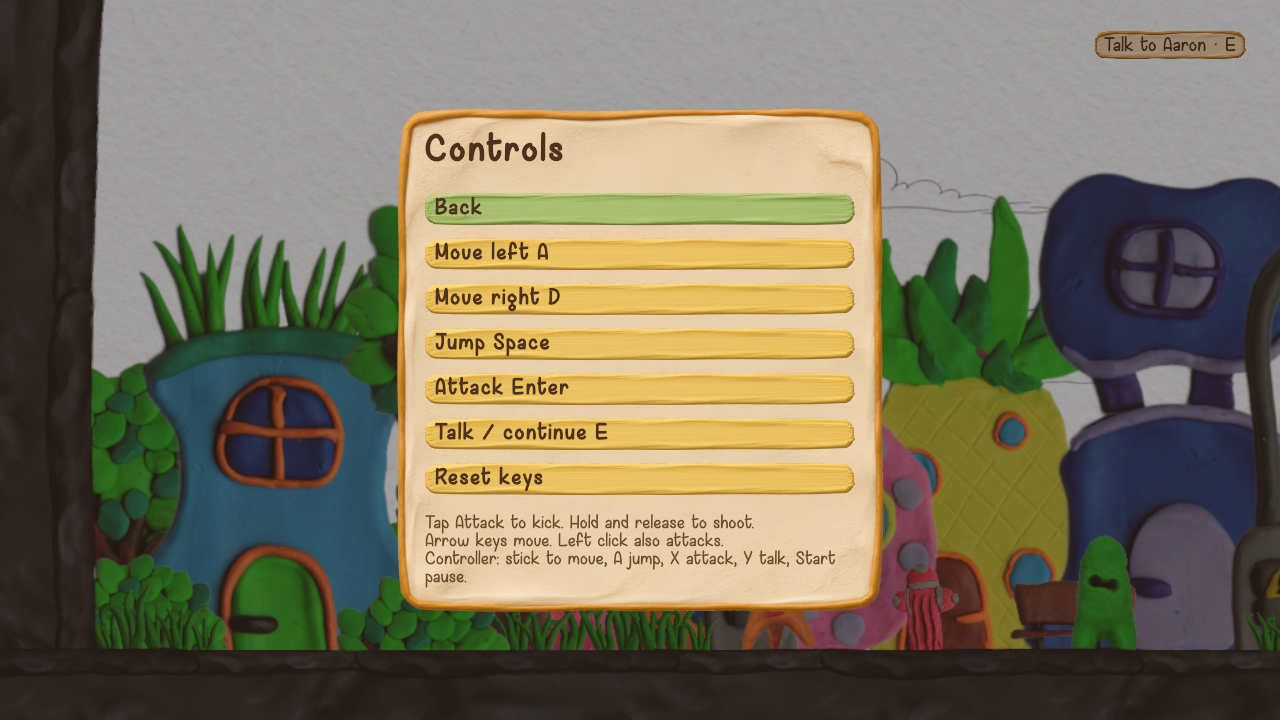 Talk to Aaron · E
Controls
Back
Move left A
Move right D
Jump Space
Attack Enter
Talk / continue E
Reset keys
Tap Attack to kick. Hold and release to shoot.
Arrow keys move. Left click also attacks.
Controller: stick to move, A jump, X attack, Y talk, Start
pause.